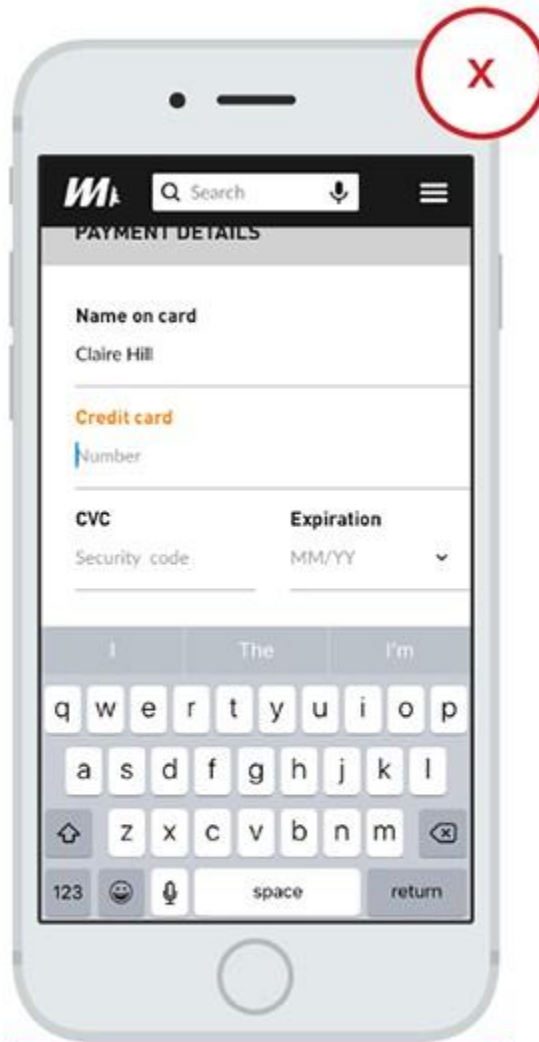 X
Search
PAYMENT DETAILS
Name on card
Claire Hill
Credit card
Number
CVC Expiration
Security code MM/YY
I The I'm
q w e r t y u i o p
a s d f g h j k l
z x c v b n m
123 space return